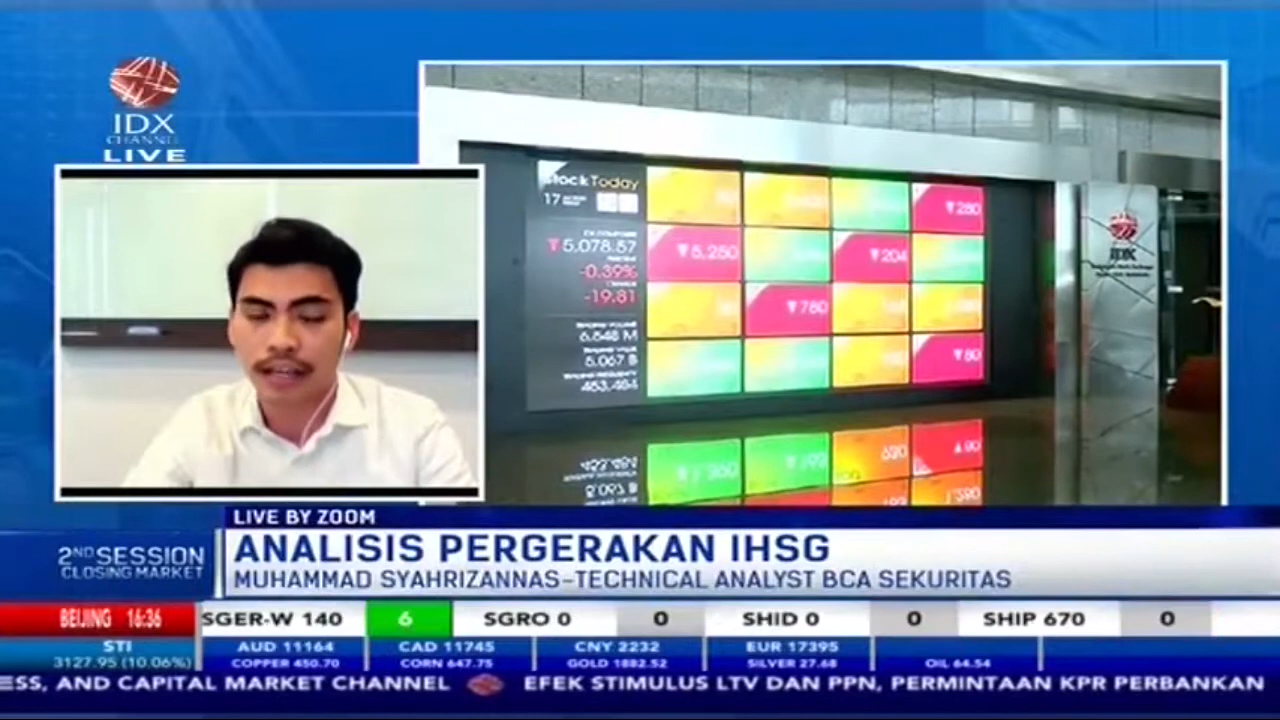 IDX
CHANNEL
LIVE
StockToday
17
5,078.57
-0.39%
-19.81
6.548 M
5.067 B
▼280
▼5,250
▼204
▼780
▼80
IDX
LIVE BY ZOOM
2ND SESSION
CLOSING MARKET
ANALISIS PERGERAKAN IHSG
MUHAMMAD SYAHRIZANNAS-TECHNICAL ANALYST BCA SEKURITAS
BEIJING 16:36
SGER-W 140 6 SGRO 0 0 SHID 0 0 SHIP 670 0
STI
3127.95 (10.06%)
AUD 11164 CAD 11745 CNY 2232 EUR 17395
COPPER 450.70 CORN 647.75 GOLD 1882.52 SILVER 27.68 OIL 64.54
ESS, AND CAPITAL MARKET CHANNEL EFEK STIMULUS LTV DAN PPN, PERMINTAAN KPR PERBANKAN